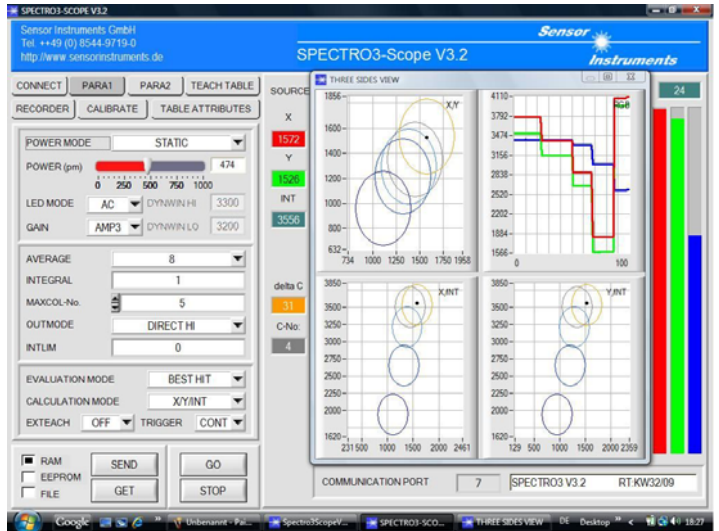 SPECTRO3-SCOPE V3.2
Sensor Instruments GmbH
Tel. ++49 (0) 8544-9719-0
http://www.sensorinstruments.de
SPECTRO3-Scope V3.2
Sensor
Instruments
CONNECT PARA1 PARA2 TEACH TABLE
RECORDER CALIBRATE TABLE ATTRIBUTES
POWER MODE STATIC
POWER (pm) 474
0 250 500 750 1000
LED MODE AC DYNWIN HI 3300
GAIN AMP3 DYNWIN LO 3200
AVERAGE 8
INTEGRAL 1
MAXCOL-No. 5
OUTMODE DIRECT HI
INTLIM 0
EVALUATION MODE BEST HIT
CALCULATION MODE X/Y/INT
EXTEACH OFF TRIGGER CONT
RAM
EEPROM
FILE
SEND GO
GET STOP
SOURCE
X
1572
Y
1526
INT
3556
delta C
31
C-No:
4
THREE SIDES VIEW
X,Y
1856-
1600-
1400-
1200-
1000-
800-
632-
734 1000 1250 1500 1750 1958
RGB
4110-
3792-
3474-
3156-
2838-
2520-
2202-
1884-
1566-
0 100
X,INT
3850-
3500-
3250-
3000-
2750-
2500-
2250-
2000-
1620-
231 500 1000 1500 2000 2461
Y,INT
3850-
3500-
3250-
3000-
2750-
2500-
2250-
2000-
1620-
129 500 1000 1500 2000 2359
24
COMMUNICATION PORT 7 SPECTRO3 V3.2 RT:KW32/09
Google » Unbenannt - Pai... Spectro3ScopeV... SPECTRO3-SCO... THREE SIDES VIEW DE Desktop » 18:27